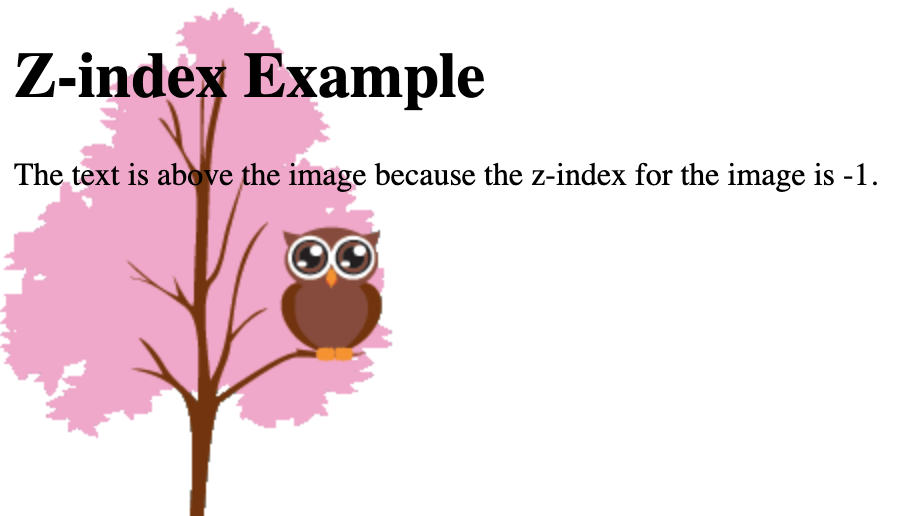 Z-index Example
The text is above the image because the z-index for the image is -1.